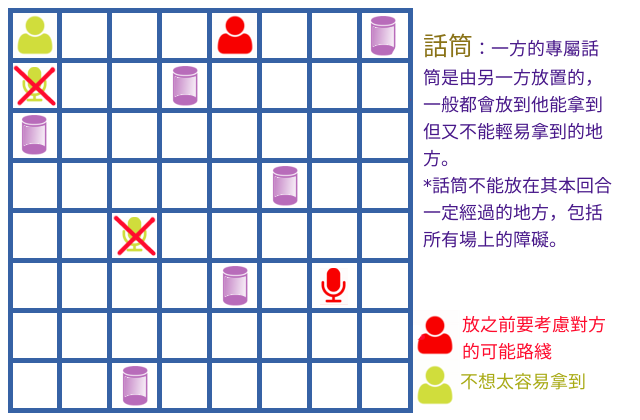 話筒：一方的專屬話
筒是由另一方放置的，
一般都會放到他能拿到
但又不能輕易拿到的地
方。
*話筒不能放在其本回合
一定經過的地方，包括
所有場上的障礙。
放之前要考慮對方
的可能路綫
不想太容易拿到